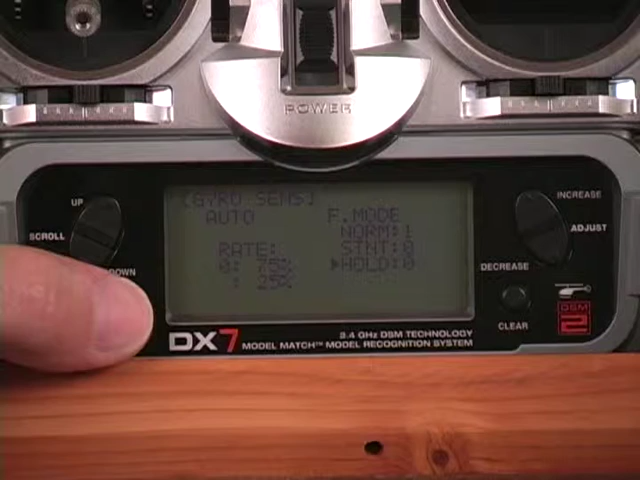 POWER
UP
SCROLL
DOWN
[GYRO SENS]
AUTO
F.MODE
NORM:1
RATE:
STNT:0
0: 75%
▶HOLD:0
: 25%
INCREASE
ADJUST
DECREASE
CLEAR
DSM
2
DX7
2.4 GHz DSM TECHNOLOGY
MODEL MATCH™ MODEL RECOGNITION SYSTEM